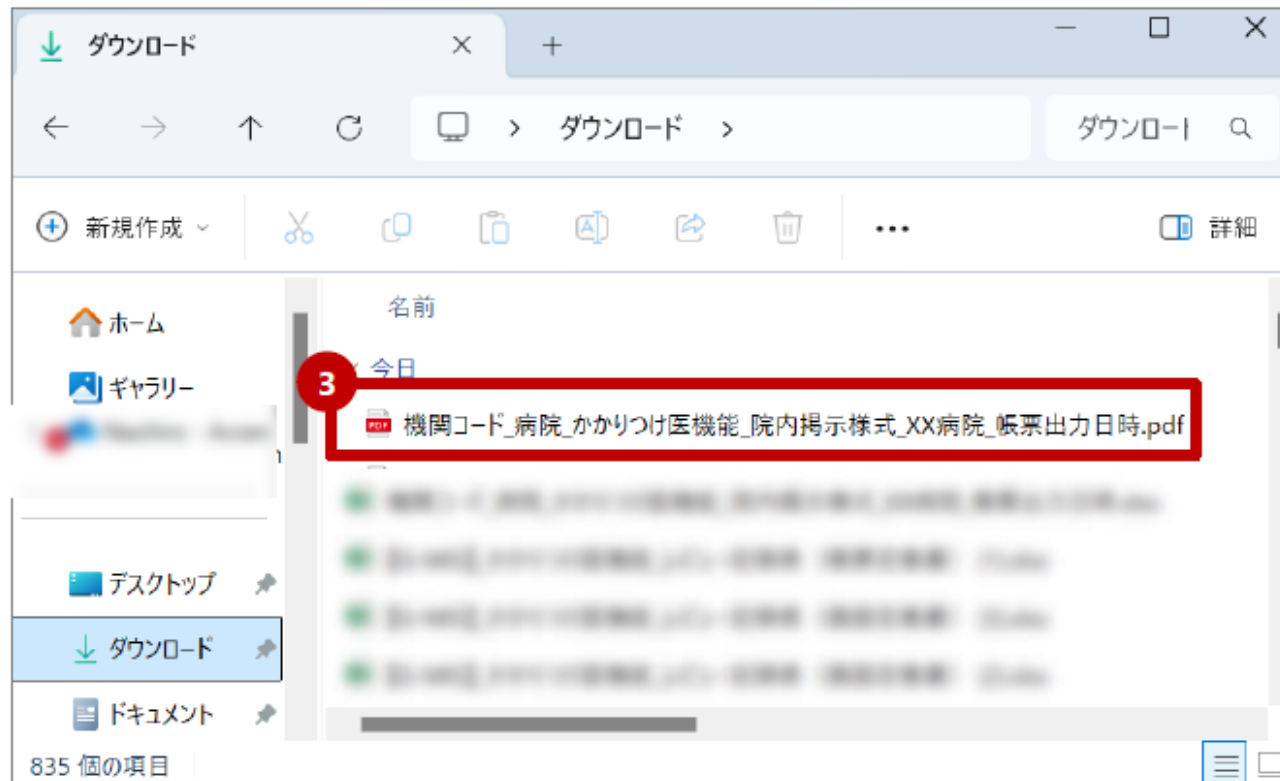 ダウンロード
ダウンロード
ダウンロード
新規作成
詳細
ホーム
ギャラリー
デスクトップ
ダウンロード
ドキュメント
名前
今日
3
PDF
機関コード_病院_かかりつけ医機能_院内掲示様式_XX病院_帳票出力日時.pdf
835 個の項目